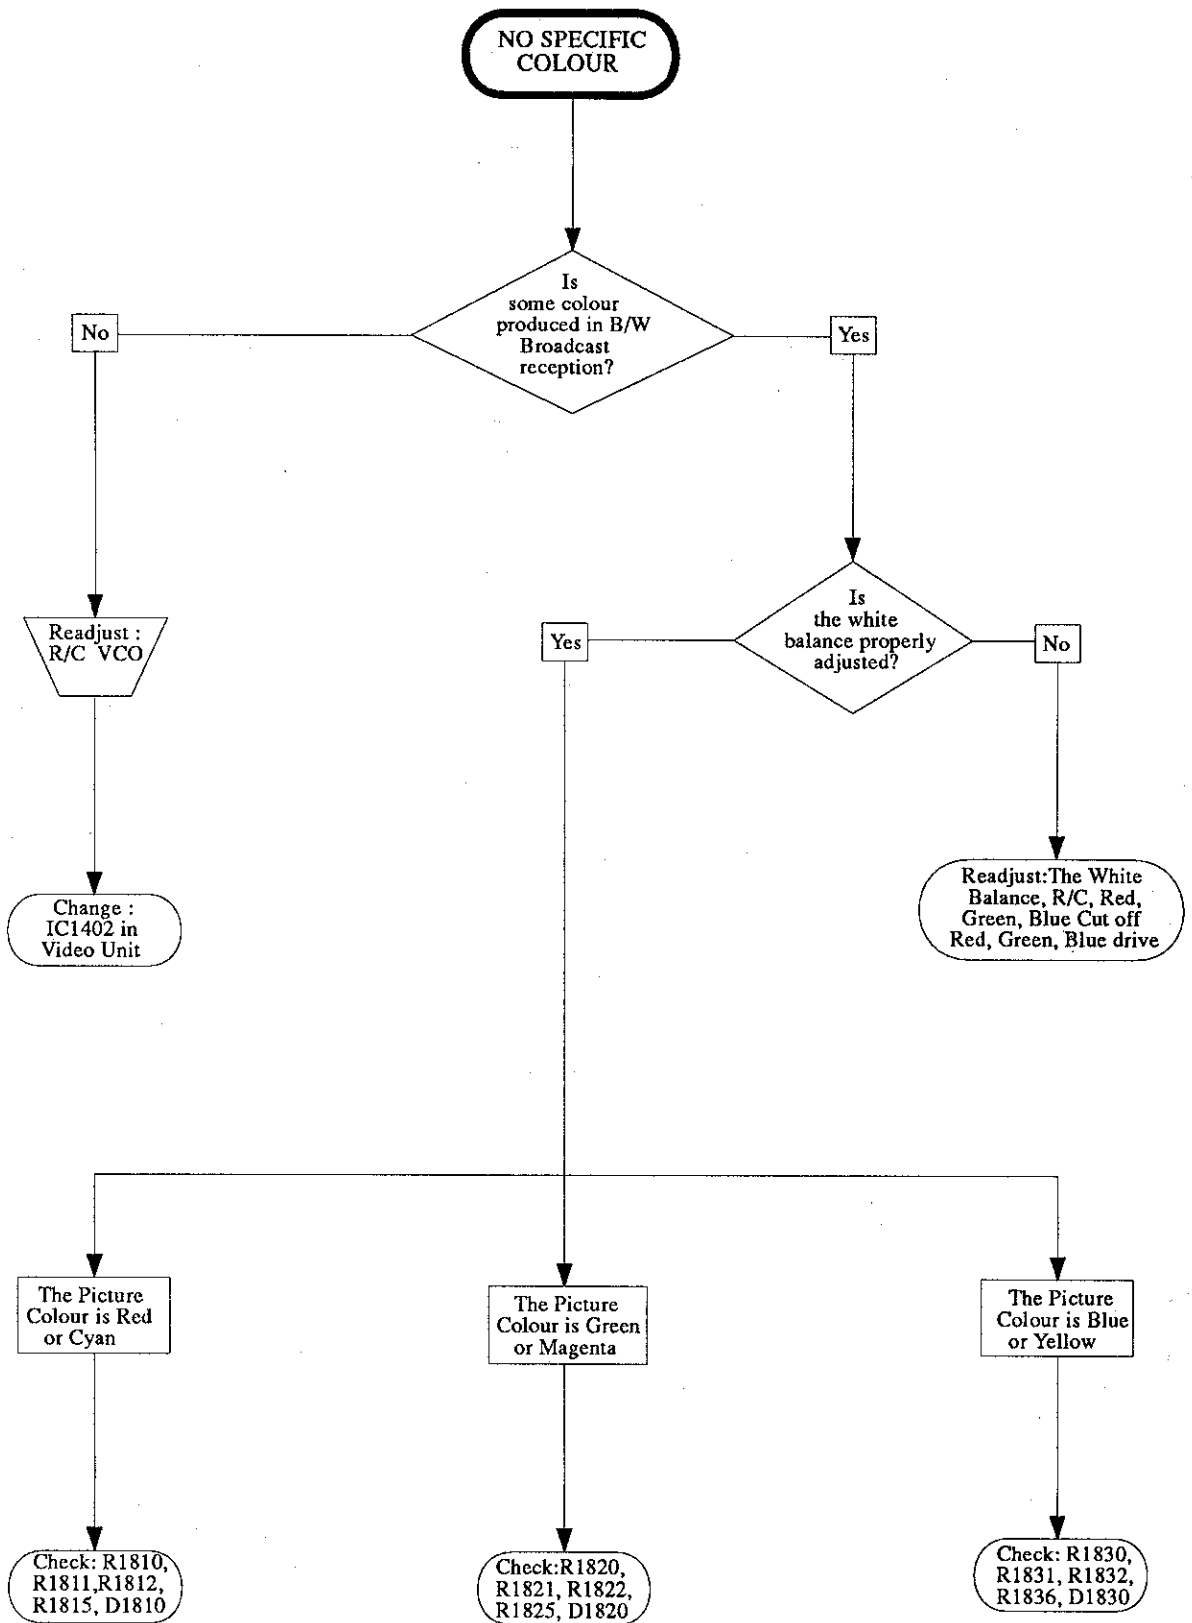 NO SPECIFIC
COLOUR
Is
some colour
produced in B/W
Broadcast
reception?
No
Yes
Readjust :
R/C VCO
Change :
IC1402 in
Video Unit
Is
the white
balance properly
adjusted?
Yes
No
Readjust:The White
Balance, R/C, Red,
Green, Blue Cut off
Red, Green, Blue drive
The Picture
Colour is Red
or Cyan
The Picture
Colour is Green
or Magenta
The Picture
Colour is Blue
or Yellow
Check: R1810,
R1811,R1812,
R1815, D1810
Check:R1820,
R1821, R1822,
R1825, D1820
Check: R1830,
R1831, R1832,
R1836, D1830